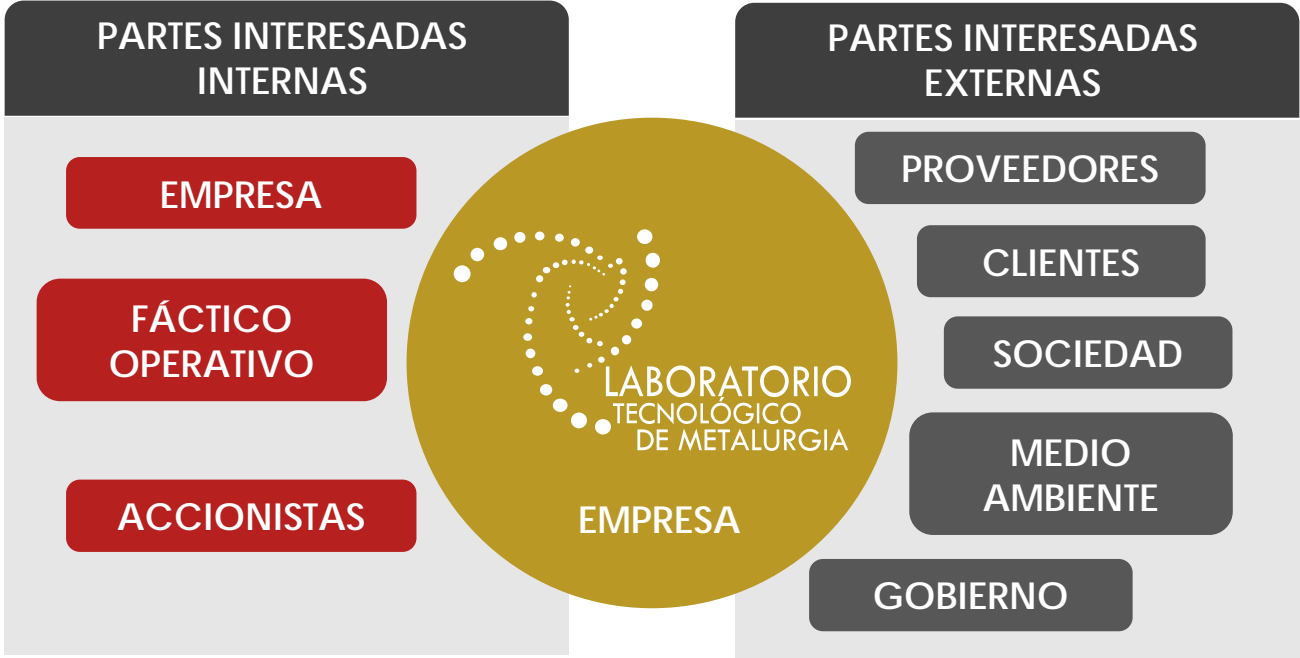 PARTES INTERESADAS
INTERNAS
EMPRESA
FÁCTICO
OPERATIVO
ACCIONISTAS
LABORATORIO
TECNOLÓGICO
DE METALURGIA
EMPRESA
PARTES INTERESADAS
EXTERNAS
PROVEEDORES
CLIENTES
SOCIEDAD
MEDIO
AMBIENTE
GOBIERNO